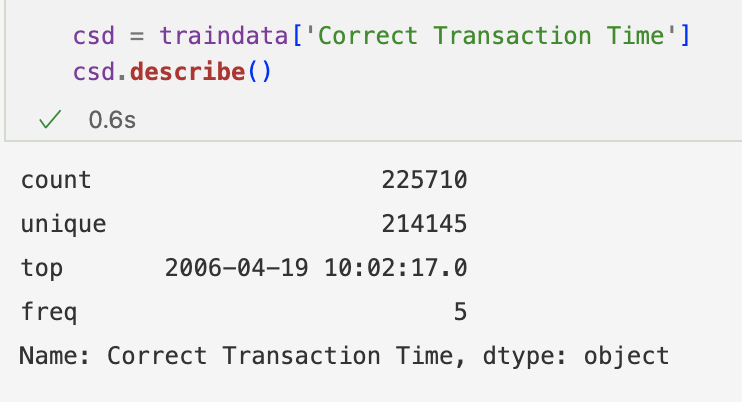 csd = traindata['Correct Transaction Time']
csd.describe()
✓ 0.6s
count 225710
unique 214145
top 2006-04-19 10:02:17.0
freq 5
Name: Correct Transaction Time, dtype: object